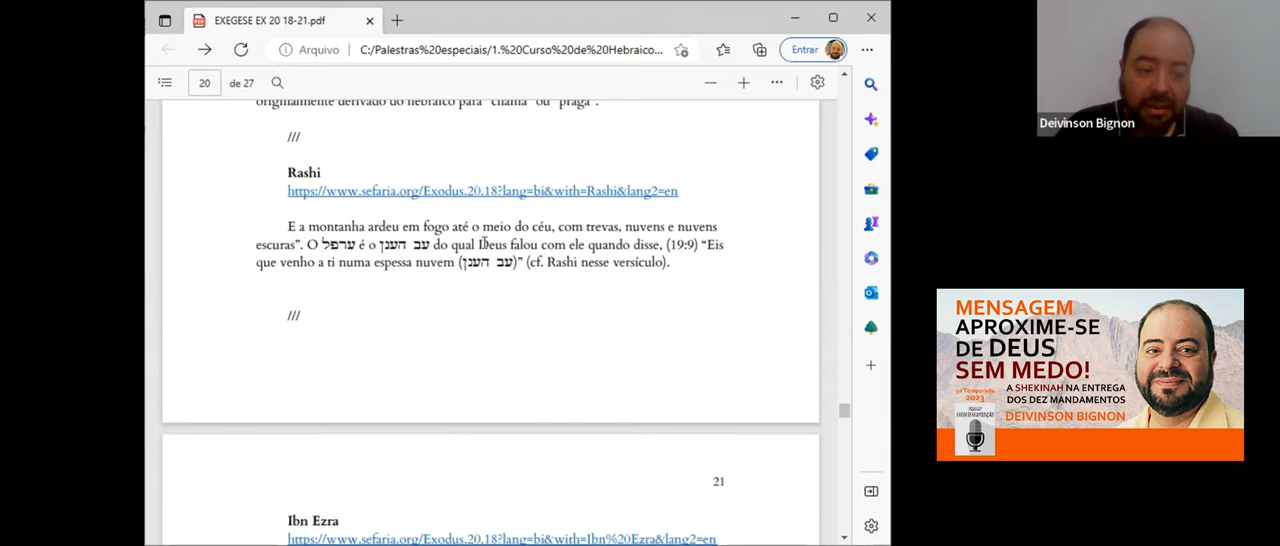 EXEGESE EX 20 18-21.pdf
Arquivo
C:/Palestras%20especiais/1.%20Curso%20de%20Hebraico...
Entrar
20 de 27
originalmente derivado do hebraico para "chama" ou "praga".
///
Rashi
https://www.sefaria.org/Exodus.20.18?lang=bi&with=Rashi&lang2=en
E a montanha ardeu em fogo até o meio do céu, com trevas, nuvens e nuvens
escuras". O ערפל é o עב הענן do qual Deus falou com ele quando disse, (19:9) "Eis
que venho a ti numa espessa nuvem (עב הענן)" (cf. Rashi nesse versículo).
///
21
Ibn Ezra
https://www.sefaria.org/Exodus.20.18?lang=bi&with=Ibn%20Ezra&lang2=en
Deivinson Bignon
MENSAGEM
APROXIME-SE
DE DEUS
SEM MEDO!
A SHEKINAH NA ENTREGA
DOS DEZ MANDAMENTOS
DEIVINSON BIGNON
2023